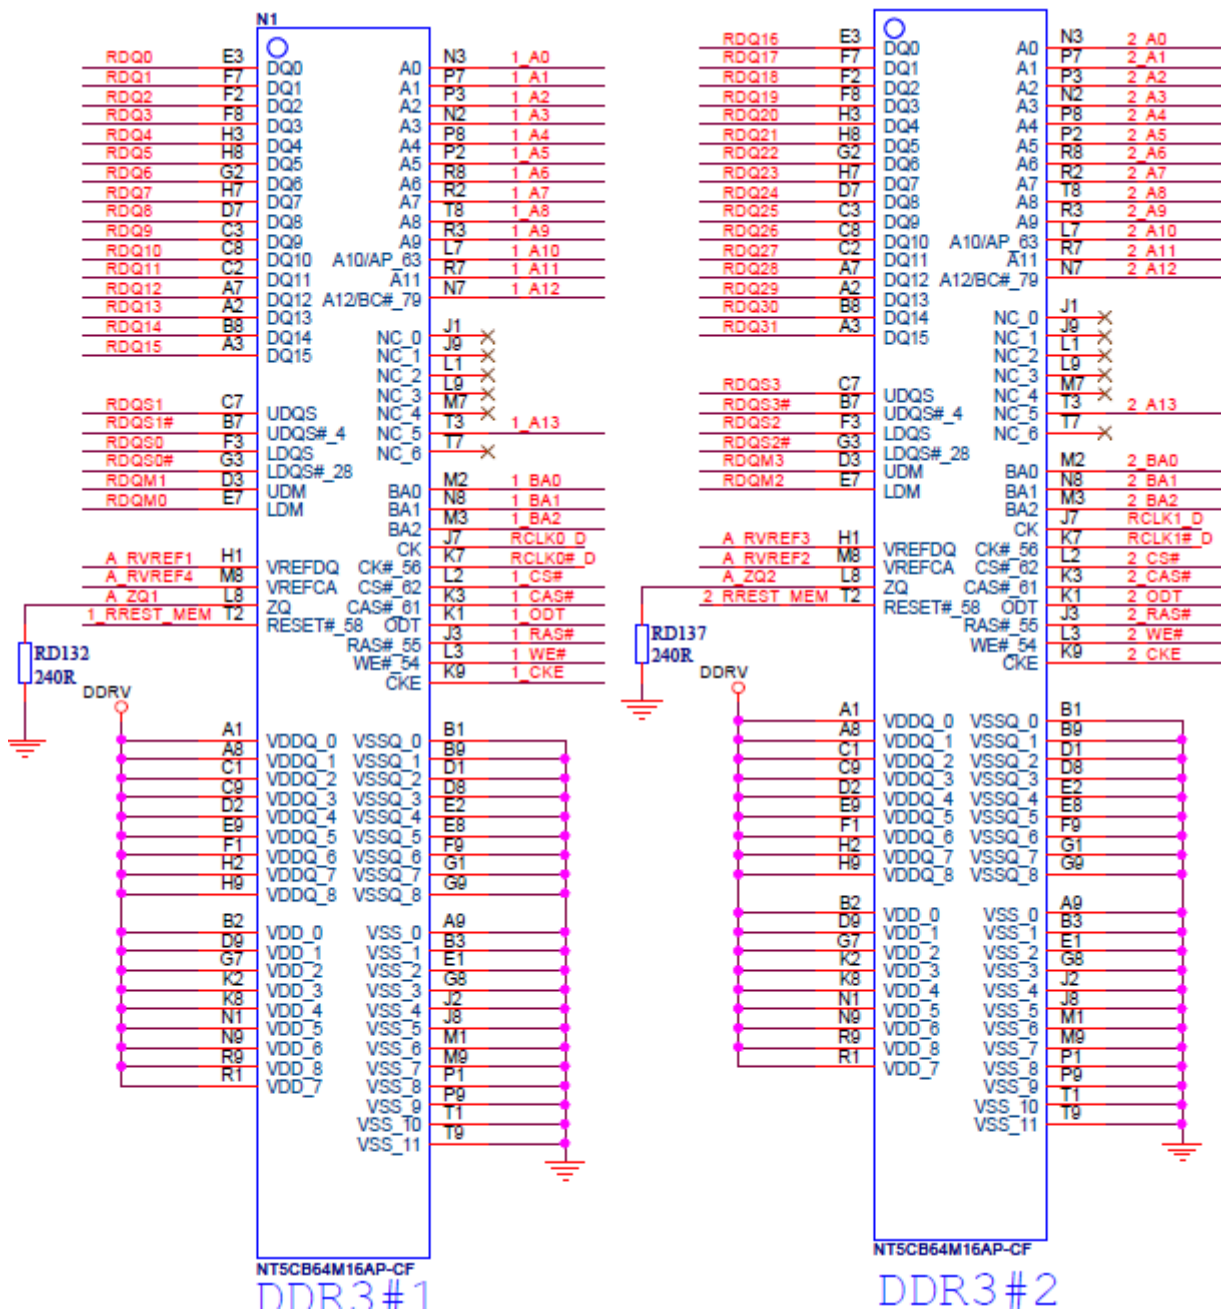 N1
RDQ0 E3 DQ0 A0 N3 1_A0
RDQ1 F7 DQ1 A1 P7 1_A1
RDQ2 F2 DQ2 A2 P3 1_A2
RDQ3 F8 DQ3 A3 N2 1_A3
RDQ4 H3 DQ4 A4 P8 1_A4
RDQ5 H8 DQ5 A5 P2 1_A5
RDQ6 G2 DQ6 A6 R8 1_A6
RDQ7 H7 DQ7 A7 R2 1_A7
RDQ8 D7 DQ8 A8 T8 1_A8
RDQ9 C3 DQ9 A9 R3 1_A9
RDQ10 C8 DQ10 A10/AP_63 L7 1_A10
RDQ11 C2 DQ11 A11 R7 1_A11
RDQ12 A7 DQ12 A12/BC#_79 N7 1_A12
RDQ13 A2 DQ13
RDQ14 B8 DQ14 NC_0 J1
RDQ15 A3 DQ15 NC_1 J9
NC_2 L1
NC_3 L9
RDQS1 C7 UDQS NC_4 M7
RDQS1# B7 UDQS#_4 NC_5 T3 1_A13
RDQS0 F3 LDQS NC_6 T7
RDQS0# G3 LDQS#_28
RDQM1 D3 UDM BA0 M2 1_BA0
RDQM0 E7 LDM BA1 N8 1_BA1
BA2 M3 1_BA2
CK J7 RCLK0_D
A_RVREF1 H1 VREFDQ CK#_56 K7 RCLK0#_D
A_RVREF4 M8 VREFCA CS#_62 L2 1_CS#
A_ZQ1 L8 ZQ CAS#_61 K3 1_CAS#
1_RREST_MEM T2 RESET#_58 ODT K1 1_ODT
RAS#_55 J3 1_RAS#
WE#_54 L3 1_WE#
CKE K9 1_CKE
RD132
240R
DDRV
A1 VDDQ_0 VSSQ_0 B1
A8 VDDQ_1 VSSQ_1 B9
C1 VDDQ_2 VSSQ_2 D1
C9 VDDQ_3 VSSQ_3 D8
D2 VDDQ_4 VSSQ_4 E2
E9 VDDQ_5 VSSQ_5 E8
F1 VDDQ_6 VSSQ_6 F9
H2 VDDQ_7 VSSQ_7 G1
H9 VDDQ_8 VSSQ_8 G9
B2 VDD_0 VSS_0 A9
D9 VDD_1 VSS_1 B3
G7 VDD_2 VSS_2 E1
K2 VDD_3 VSS_3 G8
K8 VDD_4 VSS_4 J2
N1 VDD_5 VSS_5 J8
N9 VDD_6 VSS_6 M1
R9 VDD_8 VSS_7 M9
R1 VDD_7 VSS_8 P1
VSS_9 P9
VSS_10 T1
VSS_11 T9
NT5CB64M16AP-CF
DDR3#1
RDQ16 E3 DQ0 A0 N3 2_A0
RDQ17 F7 DQ1 A1 P7 2_A1
RDQ18 F2 DQ2 A2 P3 2_A2
RDQ19 F8 DQ3 A3 N2 2_A3
RDQ20 H3 DQ4 A4 P8 2_A4
RDQ21 H8 DQ5 A5 P2 2_A5
RDQ22 G2 DQ6 A6 R8 2_A6
RDQ23 H7 DQ7 A7 R2 2_A7
RDQ24 D7 DQ8 A8 T8 2_A8
RDQ25 C3 DQ9 A9 R3 2_A9
RDQ26 C8 DQ10 A10/AP_63 L7 2_A10
RDQ27 C2 DQ11 A11 R7 2_A11
RDQ28 A7 DQ12 A12/BC#_79 N7 2_A12
RDQ29 A2 DQ13
RDQ30 B8 DQ14 NC_0 J1
RDQ31 A3 DQ15 NC_1 J9
NC_2 L1
NC_3 L9
RDQS3 C7 UDQS NC_4 M7
RDQS3# B7 UDQS#_4 NC_5 T3 2_A13
RDQS2 F3 LDQS NC_6 T7
RDQS2# G3 LDQS#_28
RDQM3 D3 UDM BA0 M2 2_BA0
RDQM2 E7 LDM BA1 N8 2_BA1
BA2 M3 2_BA2
CK J7 RCLK1_D
A_RVREF3 H1 VREFDQ CK#_56 K7 RCLK1#_D
A_RVREF2 M8 VREFCA CS#_62 L2 2_CS#
A_ZQ2 L8 ZQ CAS#_61 K3 2_CAS#
2_RREST_MEM T2 RESET#_58 ODT K1 2_ODT
RAS#_55 J3 2_RAS#
WE#_54 L3 2_WE#
CKE K9 2_CKE
RD137
240R
DDRV
A1 VDDQ_0 VSSQ_0 B1
A8 VDDQ_1 VSSQ_1 B9
C1 VDDQ_2 VSSQ_2 D1
C9 VDDQ_3 VSSQ_3 D8
D2 VDDQ_4 VSSQ_4 E2
E9 VDDQ_5 VSSQ_5 E8
F1 VDDQ_6 VSSQ_6 F9
H2 VDDQ_7 VSSQ_7 G1
H9 VDDQ_8 VSSQ_8 G9
B2 VDD_0 VSS_0 A9
D9 VDD_1 VSS_1 B3
G7 VDD_2 VSS_2 E1
K2 VDD_3 VSS_3 G8
K8 VDD_4 VSS_4 J2
N1 VDD_5 VSS_5 J8
N9 VDD_6 VSS_6 M1
R9 VDD_8 VSS_7 M9
R1 VDD_7 VSS_8 P1
VSS_9 P9
VSS_10 T1
VSS_11 T9
NT5CB64M16AP-CF
DDR3#2